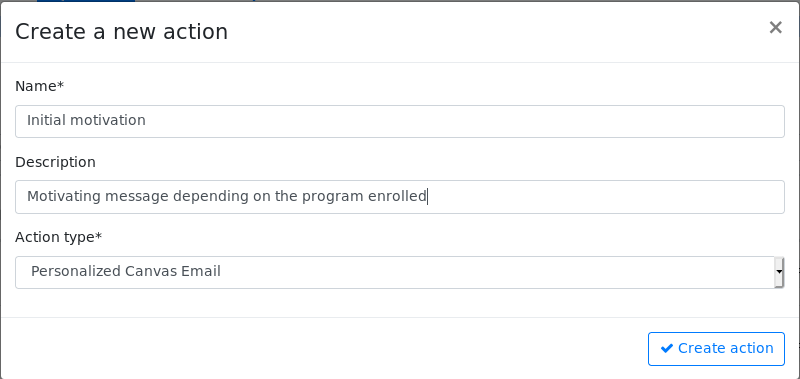 Create a new action
×
Name*
Initial motivation
Description
Motivating message depending on the program enrolled
Action type*
Personalized Canvas Email
Create action